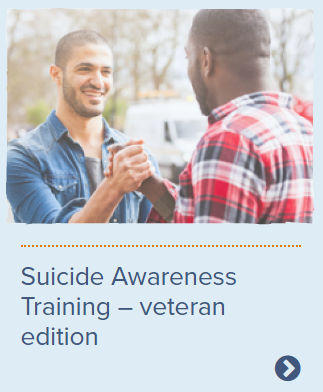 Suicide Awareness
Training – veteran
edition